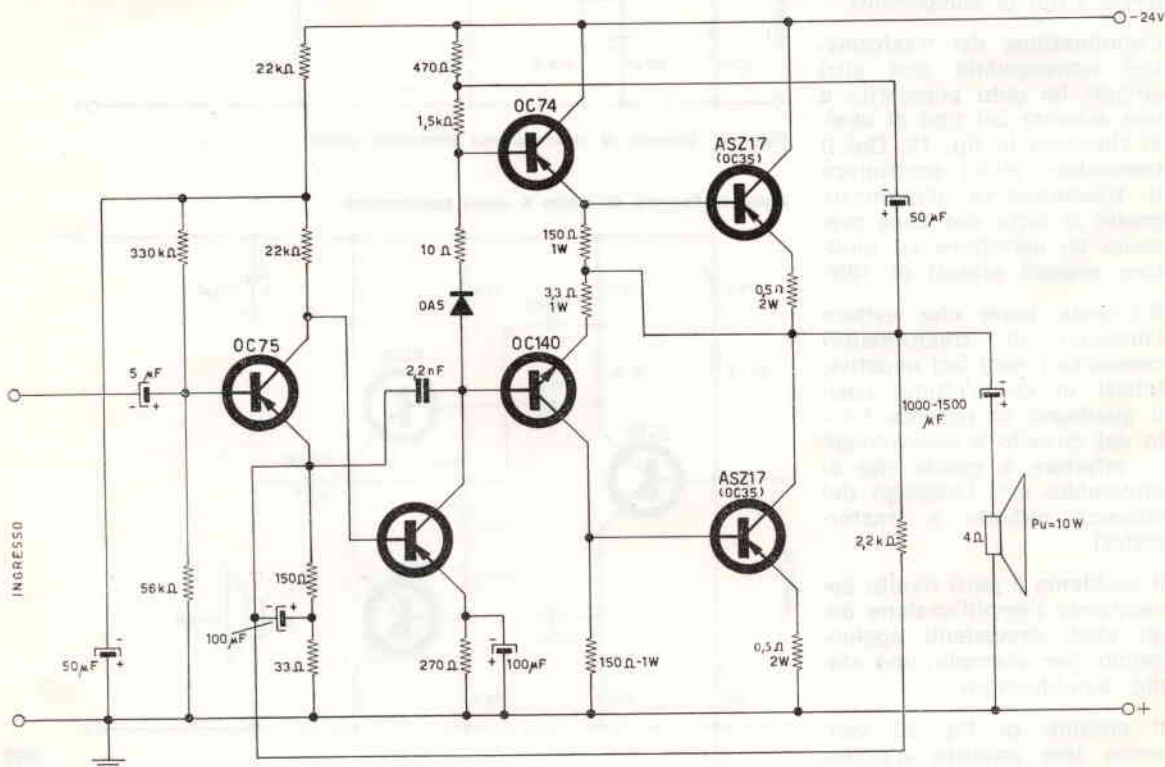 -24V
22kΩ
470Ω
1,5kΩ
OC74
ASZ17
(OC35)
50µF
330kΩ
22kΩ
10Ω
150Ω
1W
3,3Ω
1W
0,5Ω
2W
OA5
OC75
OC140
5µF
2,2nF
1000-1500
µF
ASZ17
(OC35)
INGRESSO
56kΩ
150Ω
2,2kΩ
4Ω
Pu=10W
100µF
33Ω
270Ω
100µF
150Ω-1W
0,5Ω
2W
50µF
+